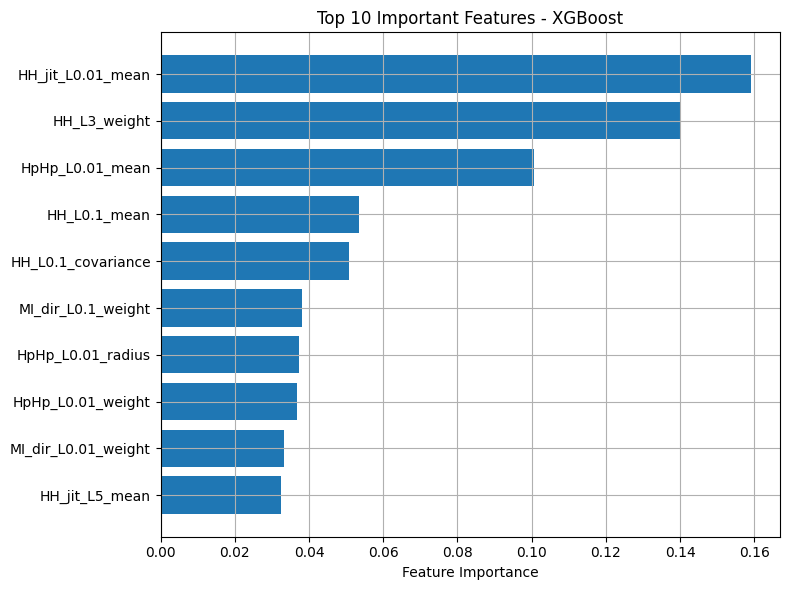 Top 10 Important Features - XGBoost
HH_jit_L0.01_mean
HH_L3_weight
HpHp_L0.01_mean
HH_L0.1_mean
HH_L0.1_covariance
MI_dir_L0.1_weight
HpHp_L0.01_radius
HpHp_L0.01_weight
MI_dir_L0.01_weight
HH_jit_L5_mean
0.00 0.02 0.04 0.06 0.08 0.10 0.12 0.14 0.16
Feature Importance